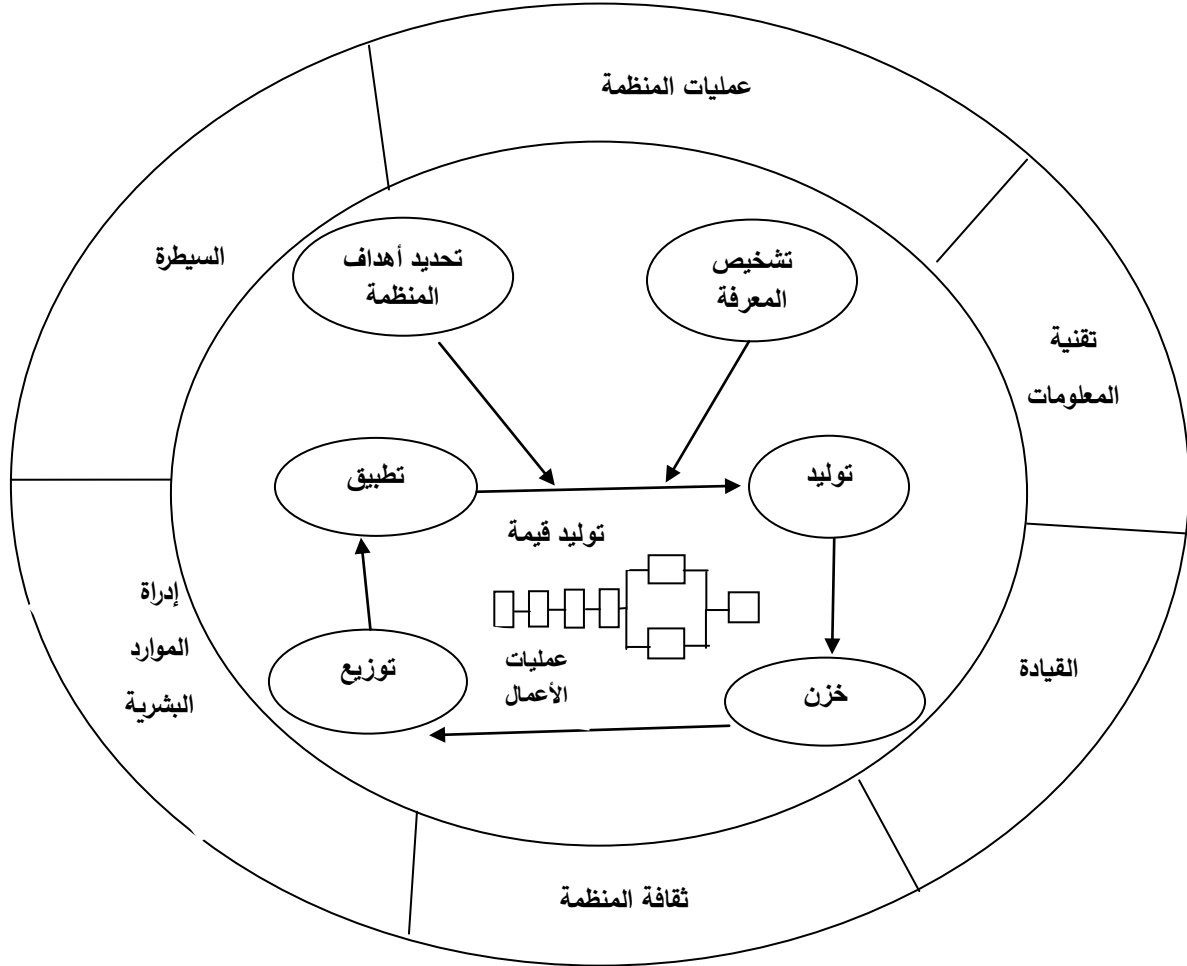 عمليات المنظمة
السيطرة
تحديد أهداف
المنظمة
تشخيص
المعرفة
تقنية
المعلومات
تطبيق
توليد
توليد قيمة
إدراة
الموارد
البشرية
توزيع
عمليات
الأعمال
خزن
القيادة
ثقافة المنظمة